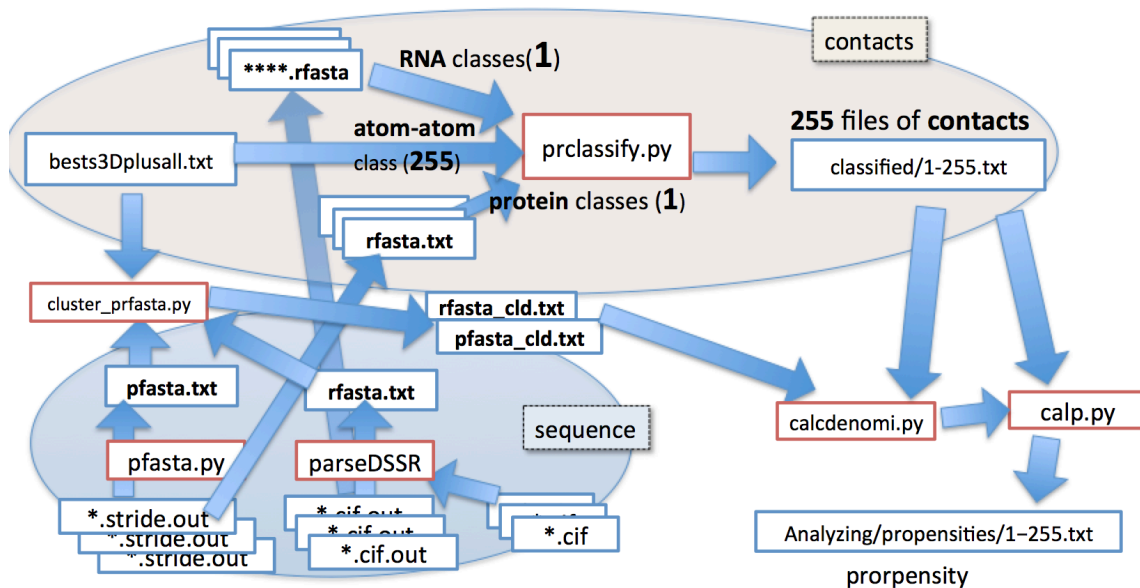 contacts
****.rfasta
RNA classes(1)
atom-atom
class (255)
bests3Dplusall.txt
prclassify.py
255 files of contacts
classified/1-255.txt
protein classes (1)
rfasta.txt
cluster_prfasta.py
rfasta_cld.txt
pfasta_cld.txt
pfasta.txt
rfasta.txt
sequence
calcdenomi.py
calp.py
pfasta.py
parseDSSR
*.stride.out
*.stride.out
*.stride.out
*.cif.out
*.cif.out
*.cif.out
*.cif
Analyzing/propensities/1–255.txt
prorpensity